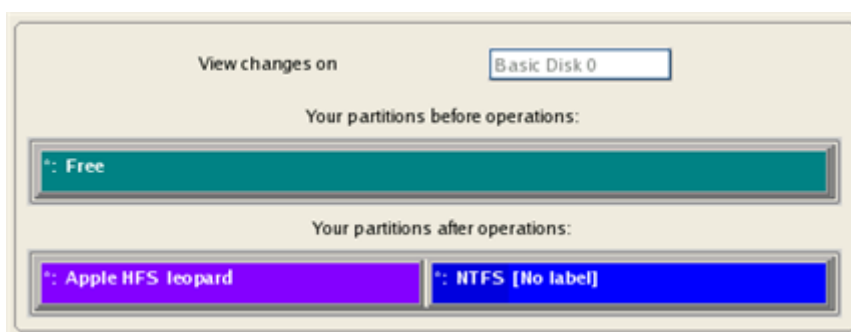 View changes on
Basic Disk 0
Your partitions before operations:
*: Free
Your partitions after operations:
*: Apple HFS leopard
*: NTFS [No label]